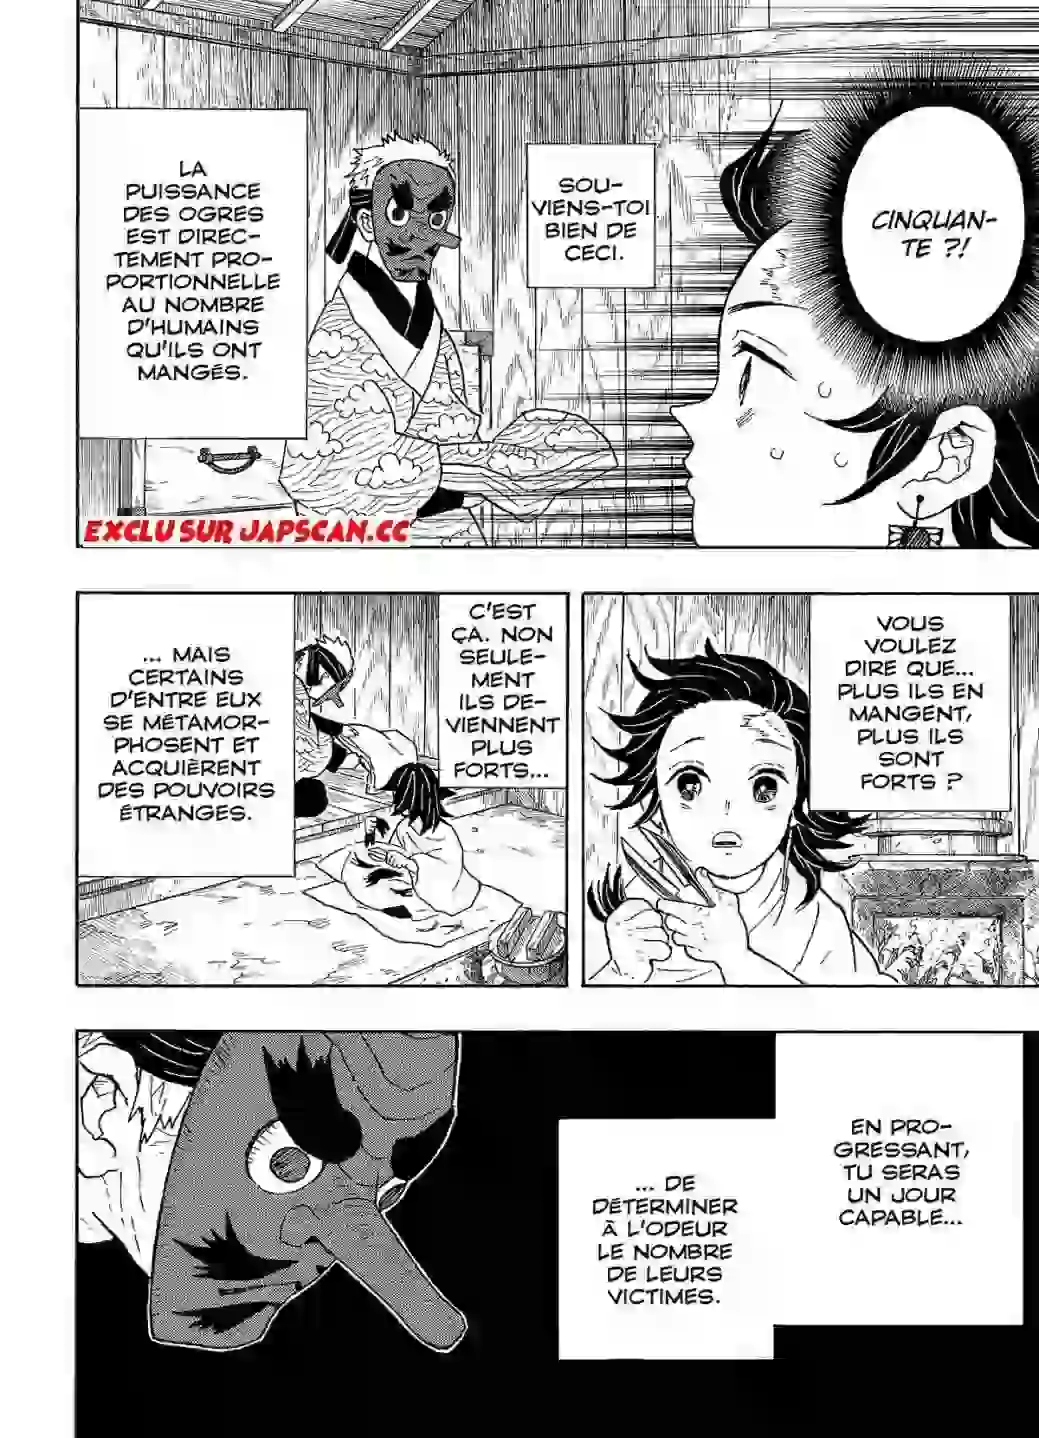 CINQUAN-
TE ?!
SOU-
VIENS-TOI
BIEN DE
CECI.
LA
PUISSANCE
DES OGRES
EST DIREC-
TEMENT PRO-
PORTIONNELLE
AU NOMBRE
D'HUMAINS
QU'ILS ONT
MANGÉS.
EXCLU SUR JAPSCAN.CC
VOUS
VOULEZ
DIRE QUE...
PLUS ILS EN
MANGENT,
PLUS ILS
SONT
FORTS ?
C'EST
ÇA. NON
SEULE-
MENT
ILS DE-
VIENNENT
PLUS
FORTS...
... MAIS
CERTAINS
D'ENTRE EUX
SE MÉTAMOR-
PHOSENT ET
ACQUIÈRENT
DES POUVOIRS
ÉTRANGES.
EN PRO-
GRESSANT,
TU SERAS
UN JOUR
CAPABLE...
... DE
DÉTERMINER
À L'ODEUR
LE NOMBRE
DE LEURS
VICTIMES.